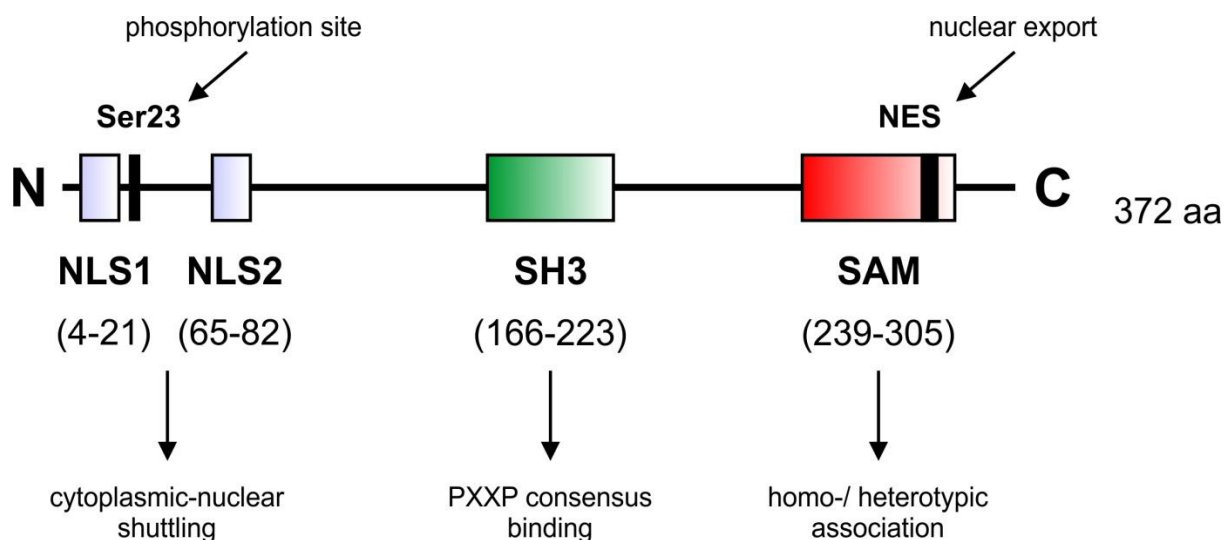 phosphorylation site
nuclear export
Ser23
NES
N
C
372 aa
NLS1
NLS2
SH3
SAM
(4-21)
(65-82)
(166-223)
(239-305)
cytoplasmic-nuclear
shuttling
PXXP consensus
binding
homo-/ heterotypic
association